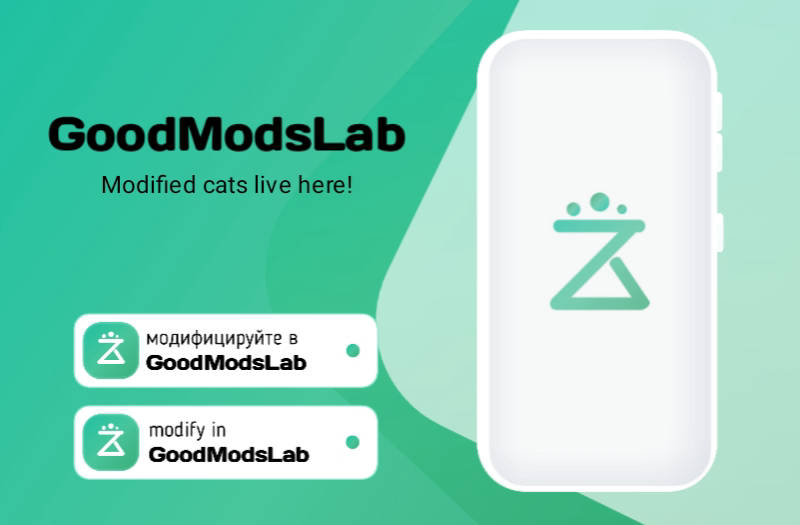 GoodModsLab
Modified cats live here!
модифицируйте в
GoodModsLab
modify in
GoodModsLab